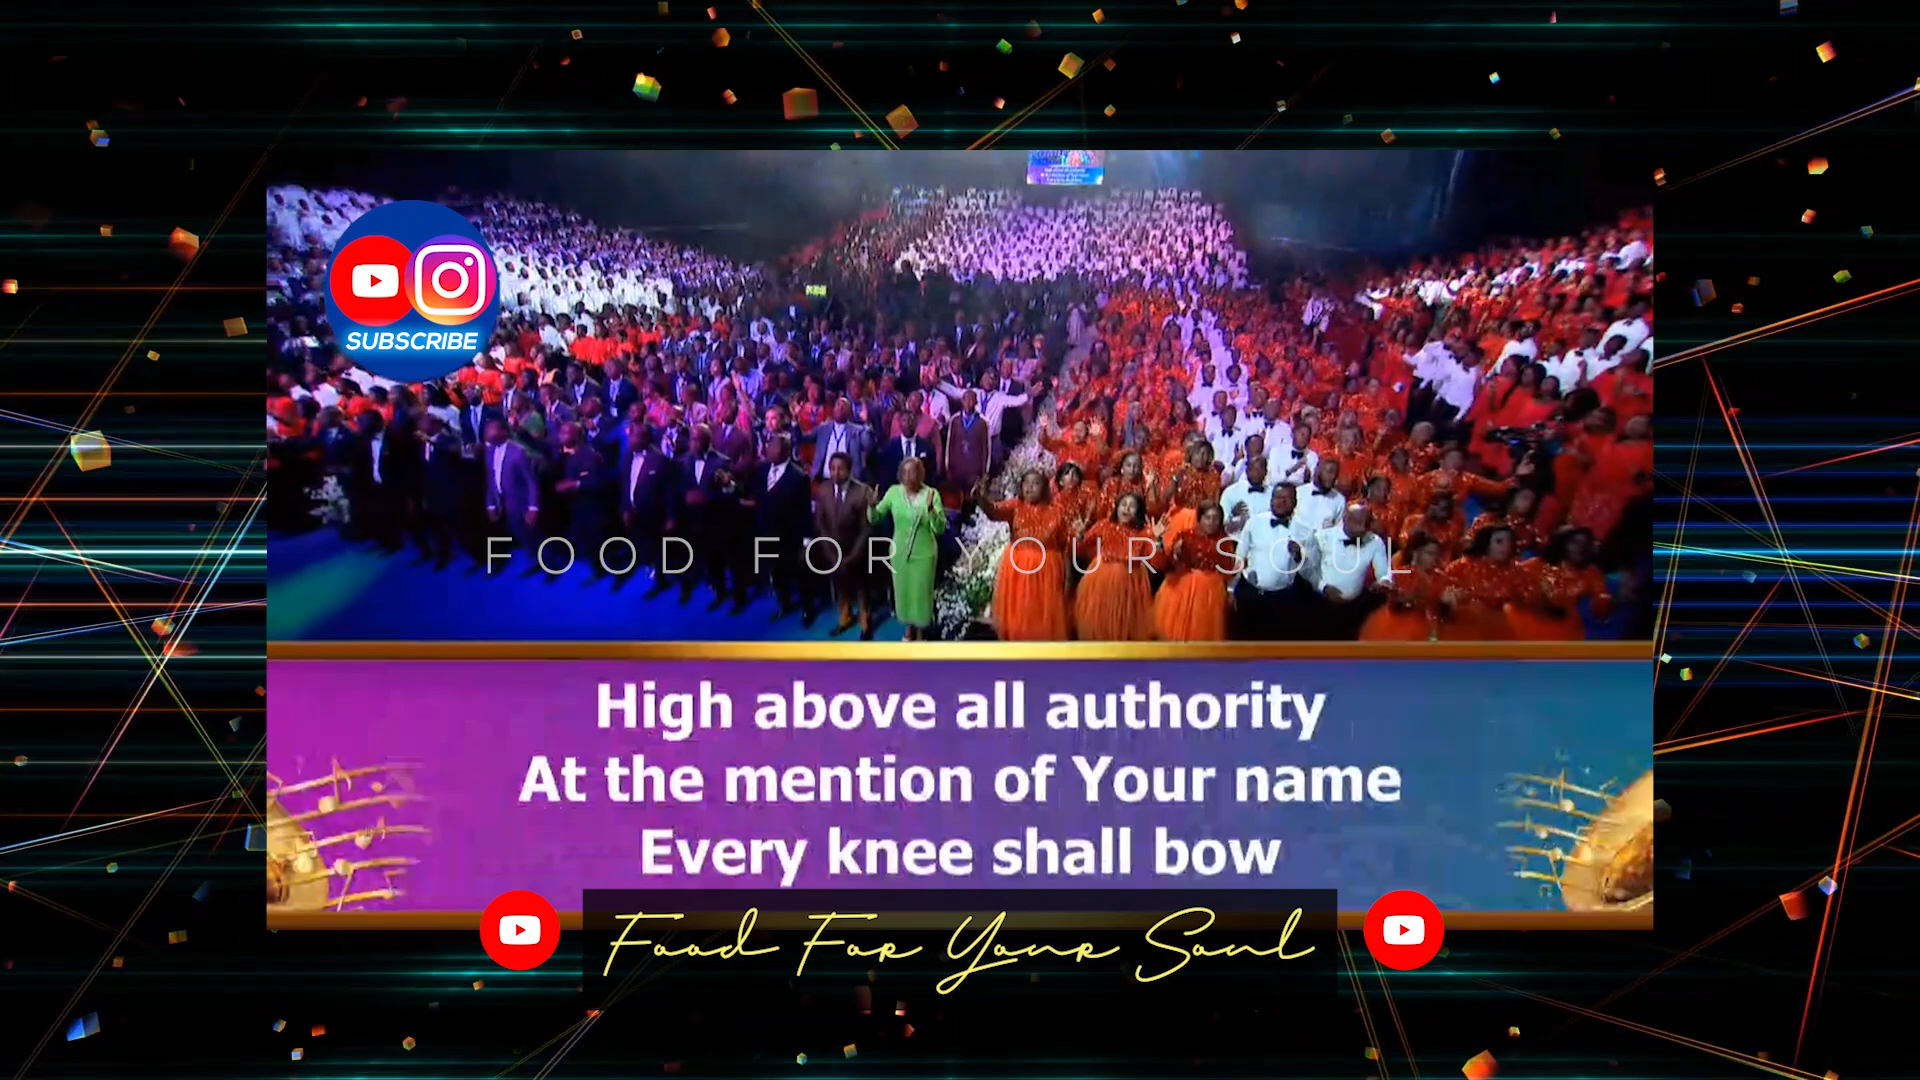 SUBSCRIBE
FOOD FOR YOUR SOUL
High above all authority
At the mention of Your name
Every knee shall bow
Food For Your Soul